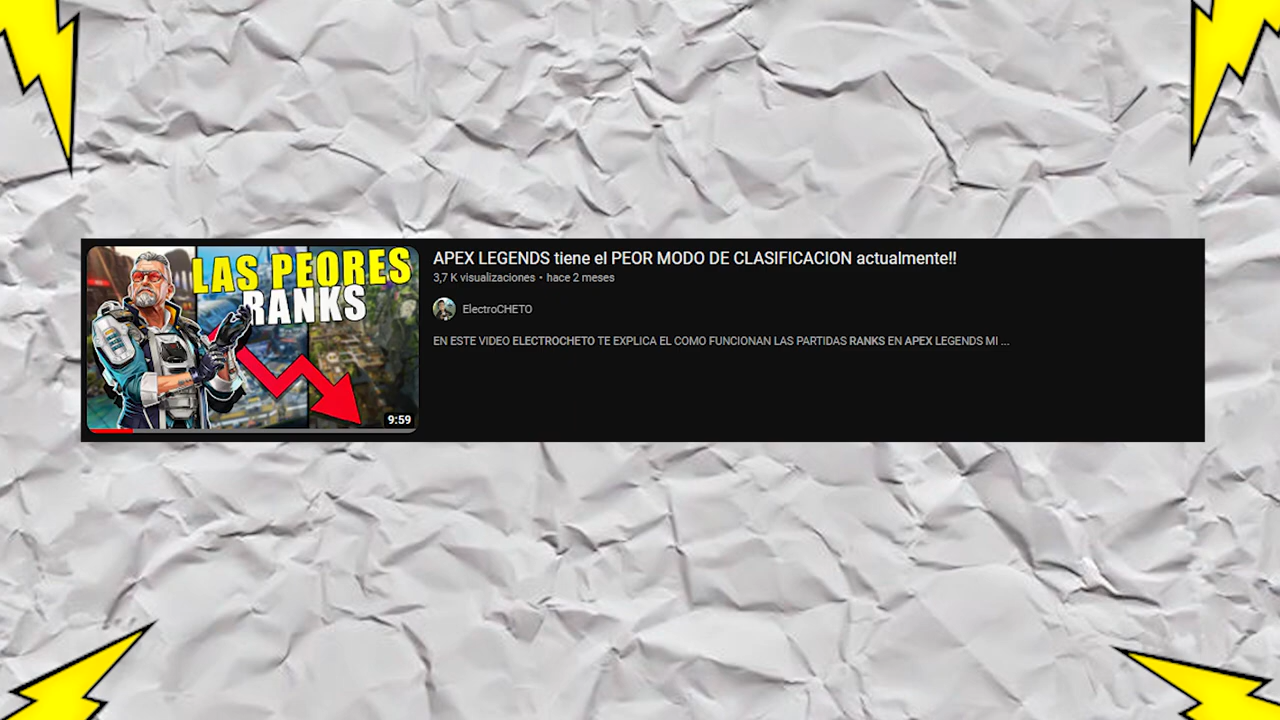 LAS PEORES
RANKS
9:59
APEX LEGENDS tiene el PEOR MODO DE CLASIFICACION actualmente!!
3,7 K visualizaciones • hace 2 meses
ElectroCHETO
EN ESTE VIDEO ELECTROCHETO TE EXPLICA EL COMO FUNCIONAN LAS PARTIDAS RANKS EN APEX LEGENDS MI ...